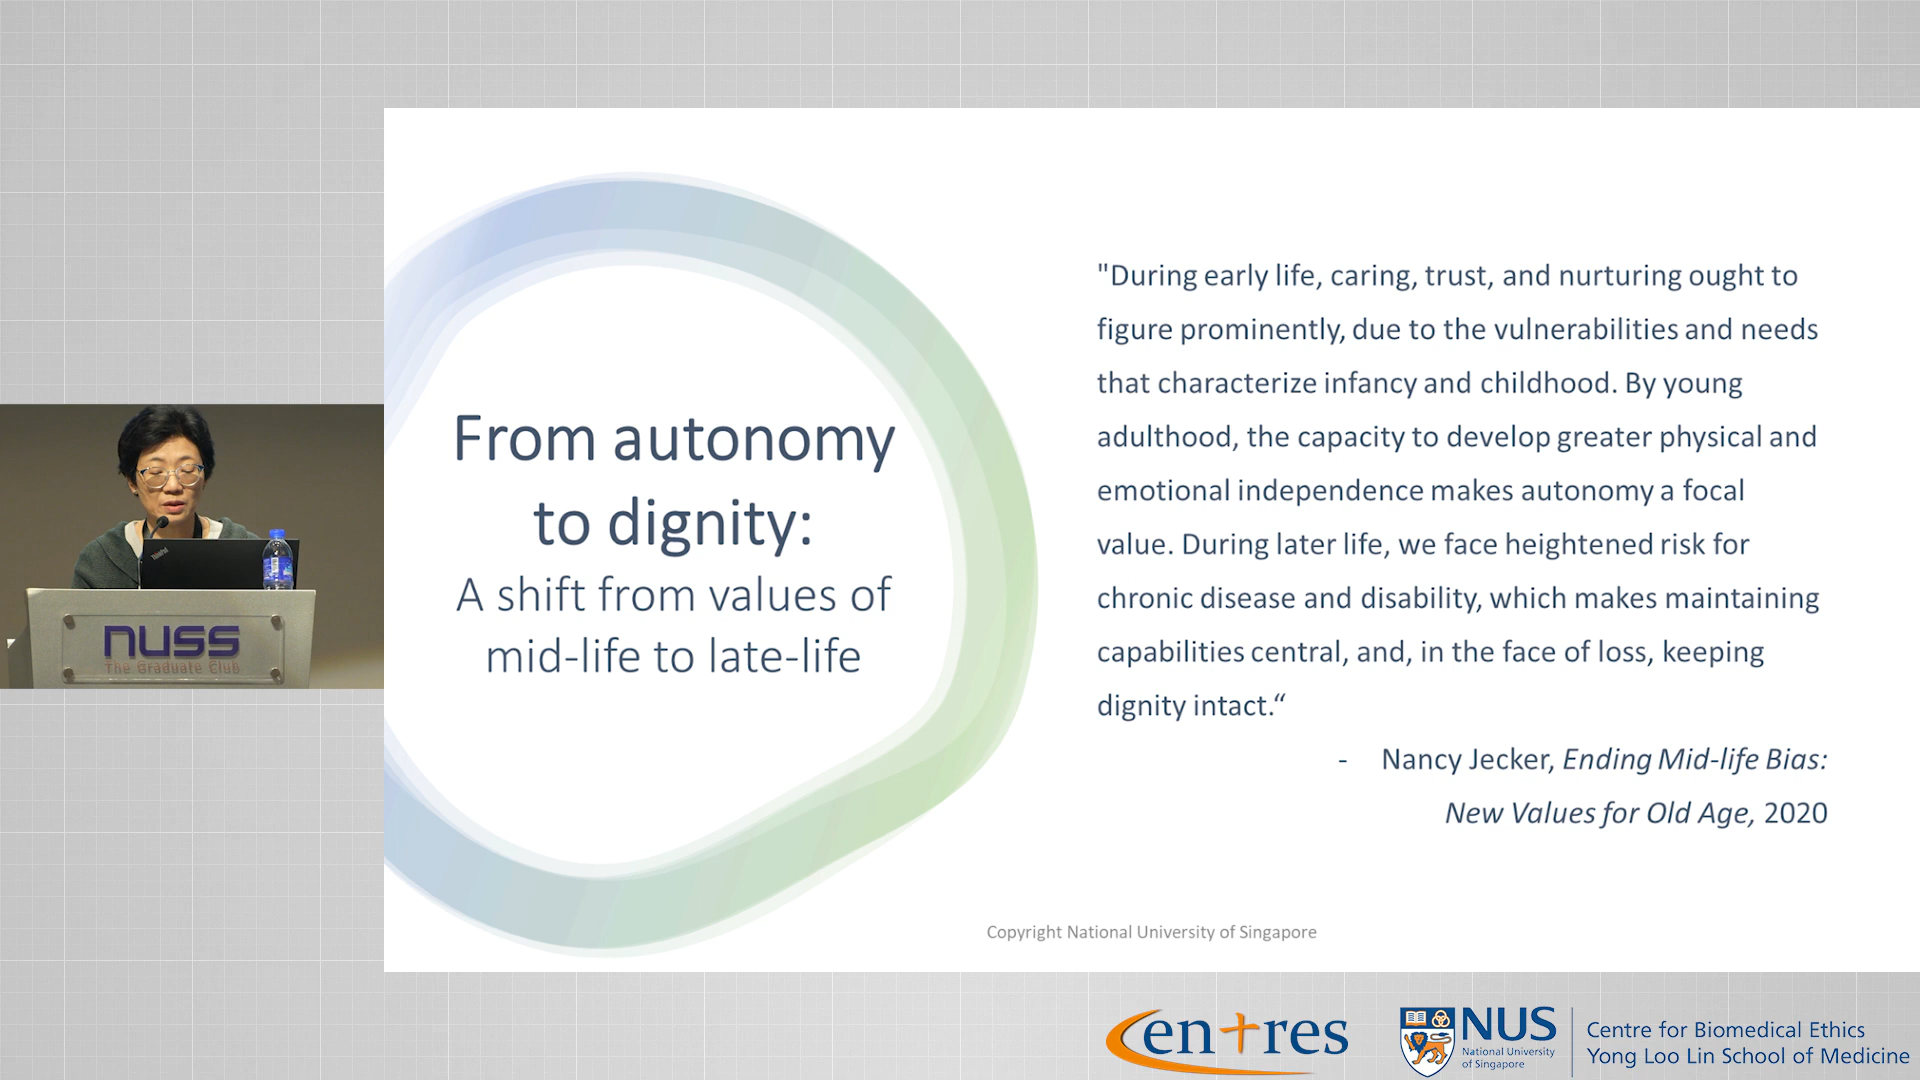 From autonomy
to dignity:
A shift from values of
mid-life to late-life
"During early life, caring, trust, and nurturing ought to
figure prominently, due to the vulnerabilities and needs
that characterize infancy and childhood. By young
adulthood, the capacity to develop greater physical and
emotional independence makes autonomy a focal
value. During later life, we face heightened risk for
chronic disease and disability, which makes maintaining
capabilities central, and, in the face of loss, keeping
dignity intact.“
- Nancy Jecker, Ending Mid-life Bias:
New Values for Old Age, 2020
Copyright National University of Singapore
ThinkPad
NUSS
The Graduate Club
Centres
NUS
National University
of Singapore
Centre for Biomedical Ethics
Yong Loo Lin School of Medicine